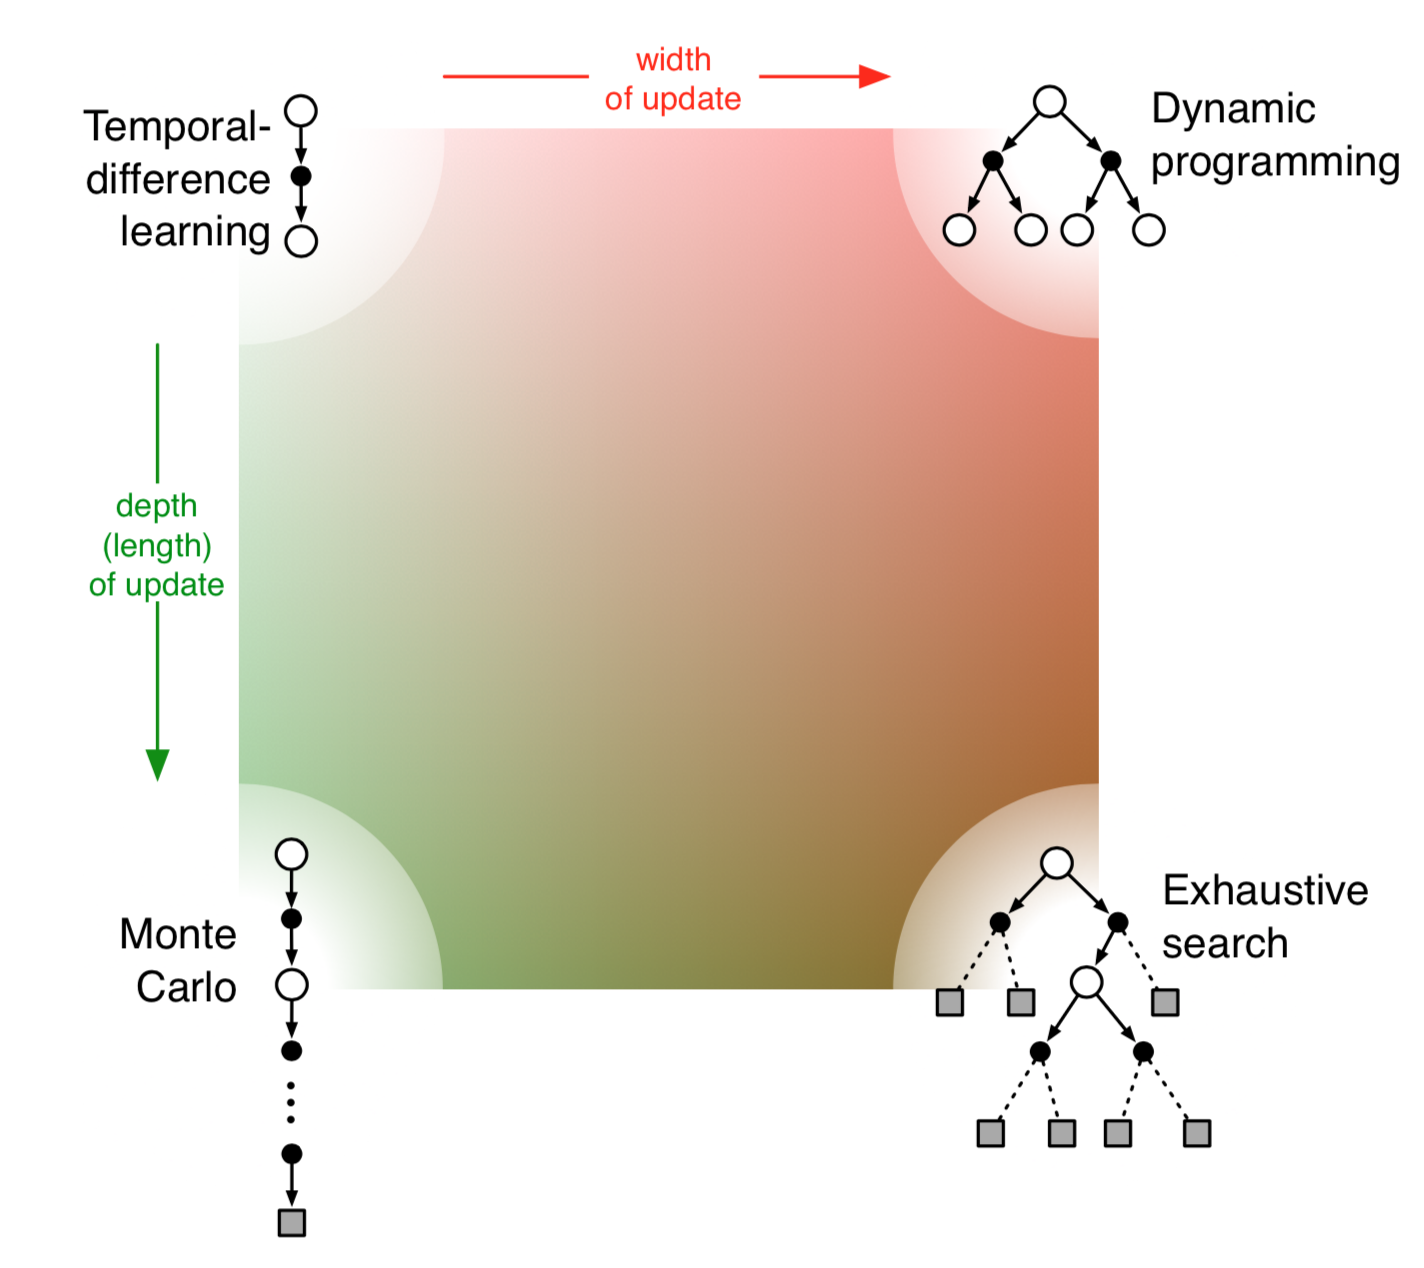 width
of update
Temporal-
difference
learning
Dynamic
programming
depth
(length)
of update
Monte
Carlo
Exhaustive
search